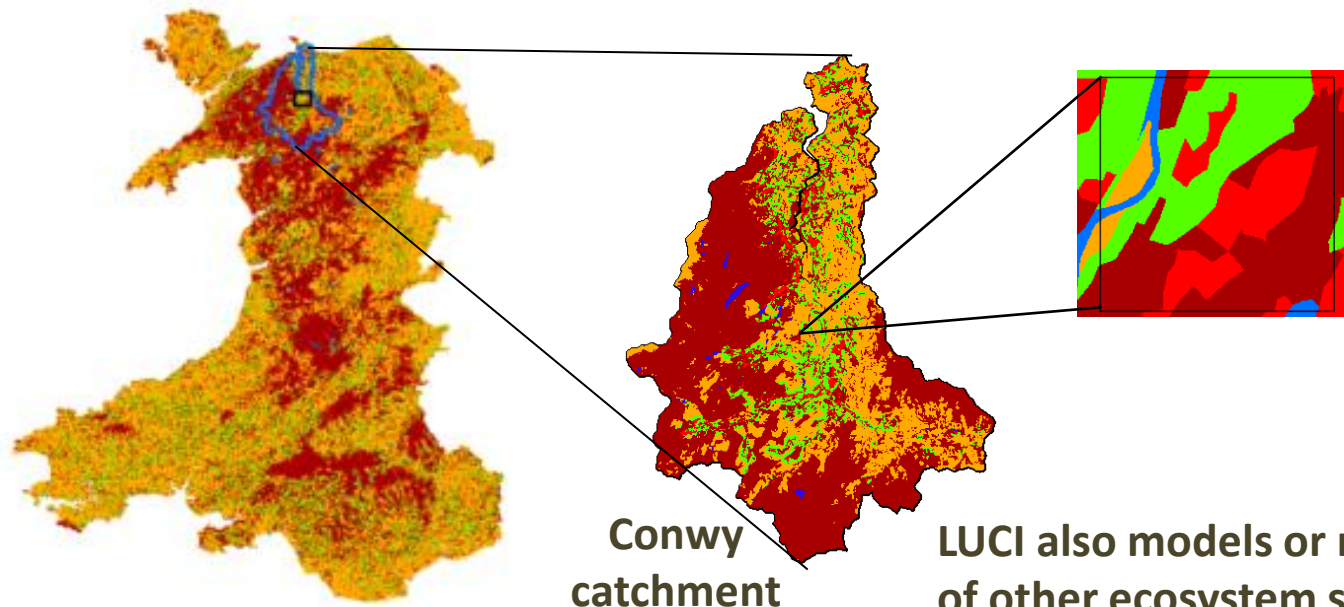 Conwy
catchment
LUCI also models or
of other ecosystem